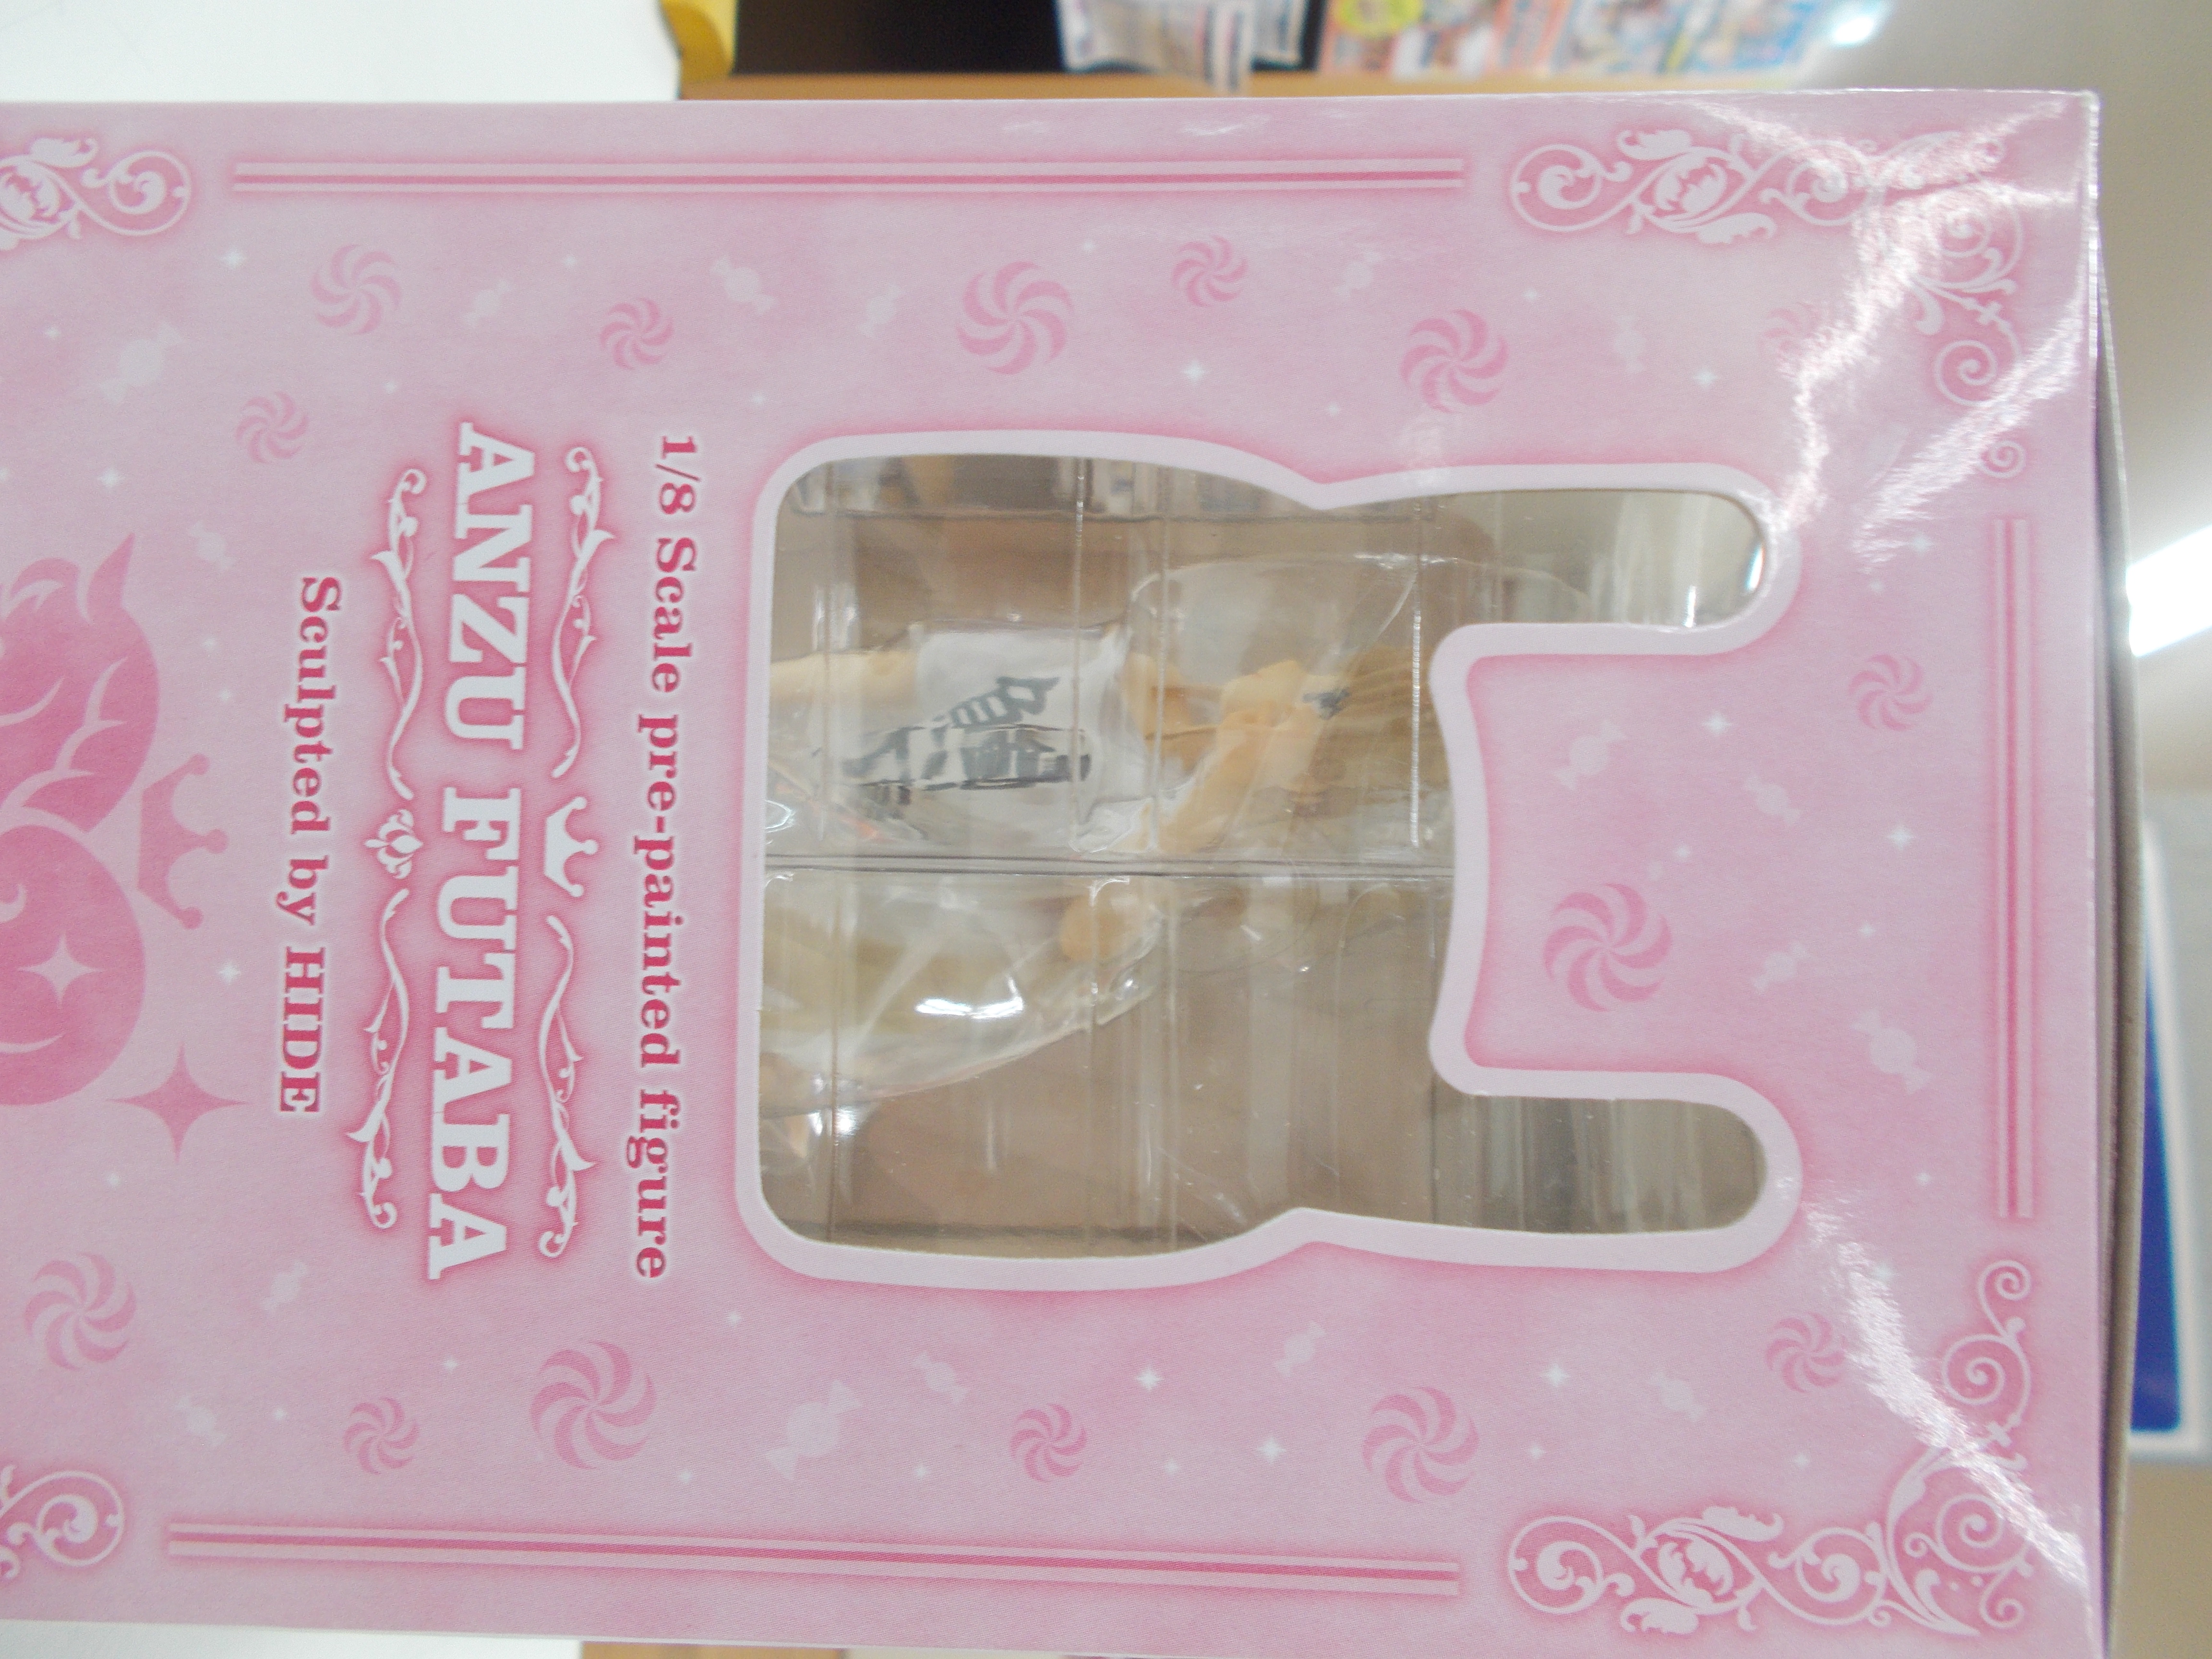 1/8 Scale pre-painted figure
ANZU FUTABA
Sculpted by HIDE